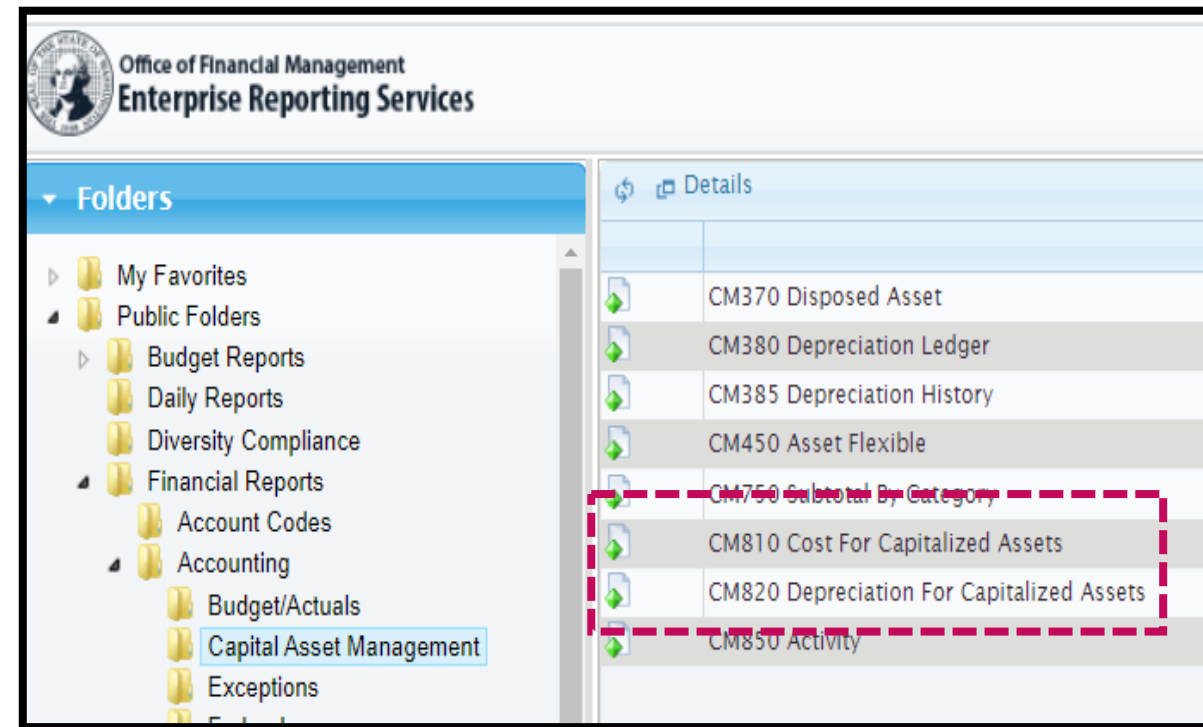 Office of Financial Management
Enterprise Reporting Services
Folders
My Favorites
Public Folders
Budget Reports
Daily Reports
Diversity Compliance
Financial Reports
Account Codes
Accounting
Budget/Actuals
Capital Asset Management
Exceptions
Details
CM370 Disposed Asset
CM380 Depreciation Ledger
CM385 Depreciation History
CM450 Asset Flexible
CM750 Subtotal By Category
CM810 Cost For Capitalized Assets
CM820 Depreciation For Capitalized Assets
CM850 Activity